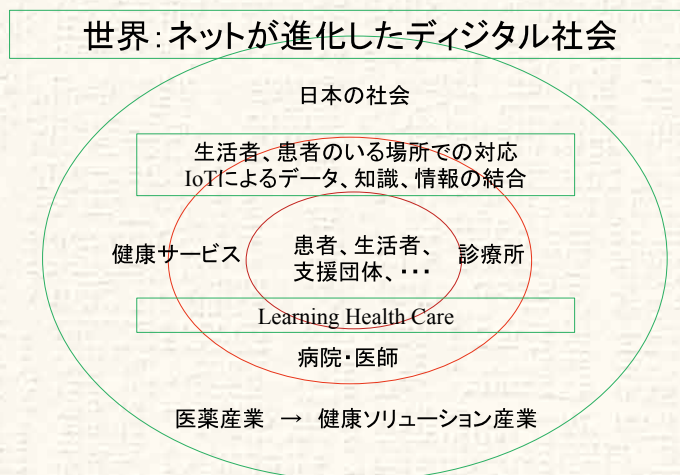 世界：ネットが進化したディジタル社会
日本の社会
生活者、患者のいる場所での対応
IoTによるデータ、知識、情報の結合
健康サービス
患者、生活者、
支援団体、・・・
診療所
Learning Health Care
病院・医師
医薬産業　→　健康ソリューション産業